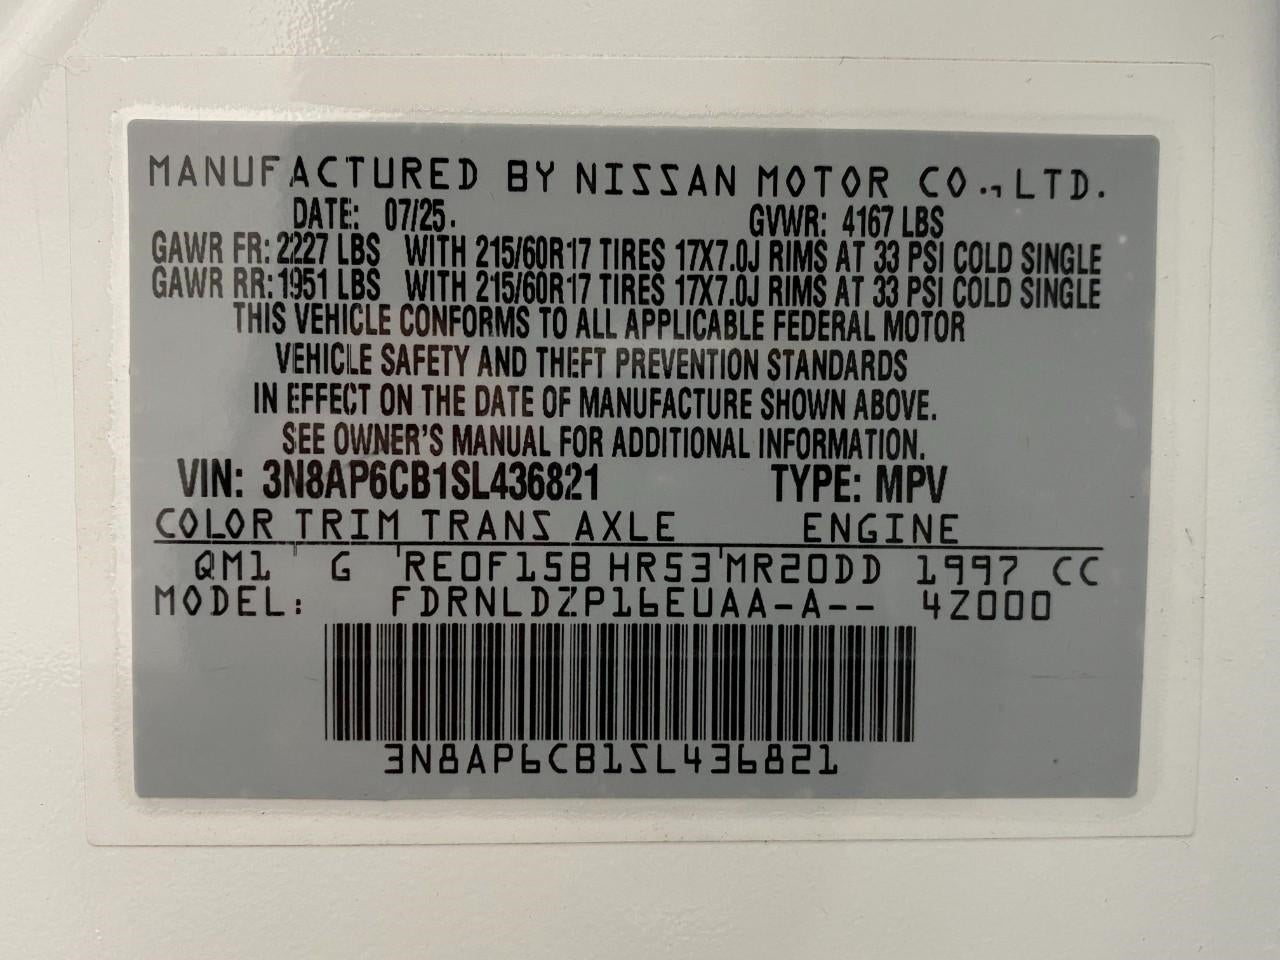 MANUFACTURED BY NISSAN MOTOR CO., LTD.
DATE: 07/25. GVWR: 4167 LBS
GAWR FR: 2227 LBS WITH 215/60R17 TIRES 17X7.0J RIMS AT 33 PSI COLD SINGLE
GAWR RR: 1951 LBS WITH 215/60R17 TIRES 17X7.0J RIMS AT 33 PSI COLD SINGLE
THIS VEHICLE CONFORMS TO ALL APPLICABLE FEDERAL MOTOR
VEHICLE SAFETY AND THEFT PREVENTION STANDARDS
IN EFFECT ON THE DATE OF MANUFACTURE SHOWN ABOVE.
SEE OWNER'S MANUAL FOR ADDITIONAL INFORMATION.
VIN: 3N8AP6CB1SL436821 TYPE: MPV
COLOR TRIM TRANS AXLE ENGINE
QM1 G RE0F15B HR53 MR20DD 1997 CC
MODEL: FDRNLDZP16EUAA-A-- 4Z000
3N8AP6CB1SL436821